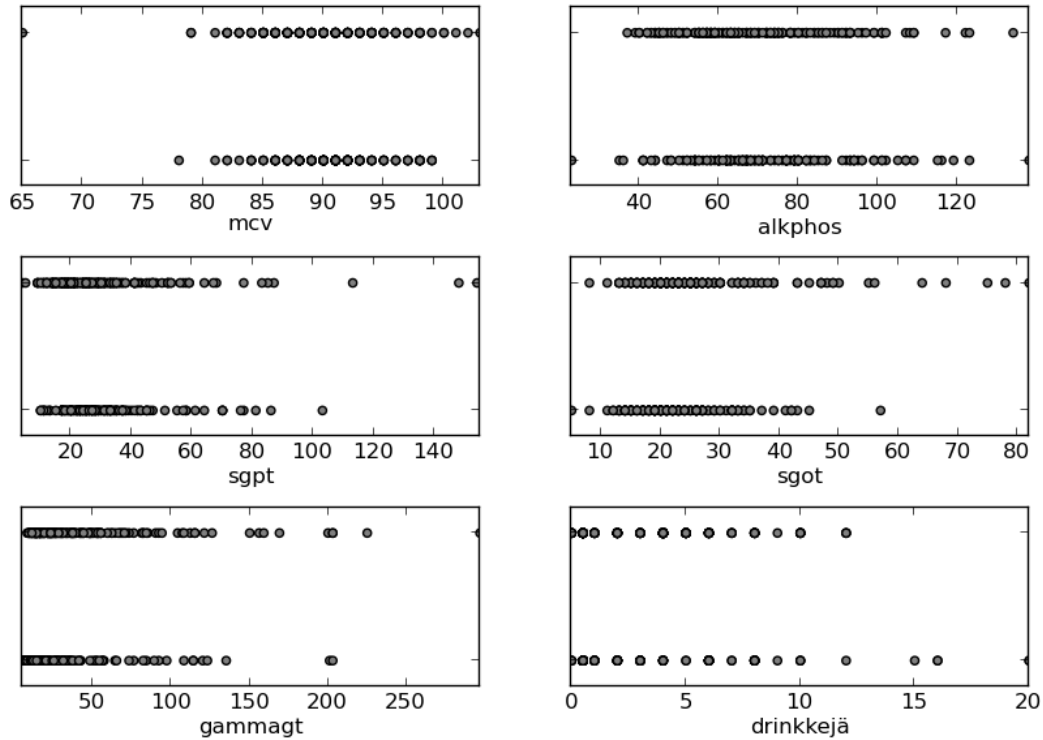 65 70 75 80 85 90 95 100
mcv
40 60 80 100 120
alkphos
20 40 60 80 100 120 140
sgpt
10 20 30 40 50 60 70 80
sgot
50 100 150 200 250
gammagt
0 5 10 15 20
drinkkejä